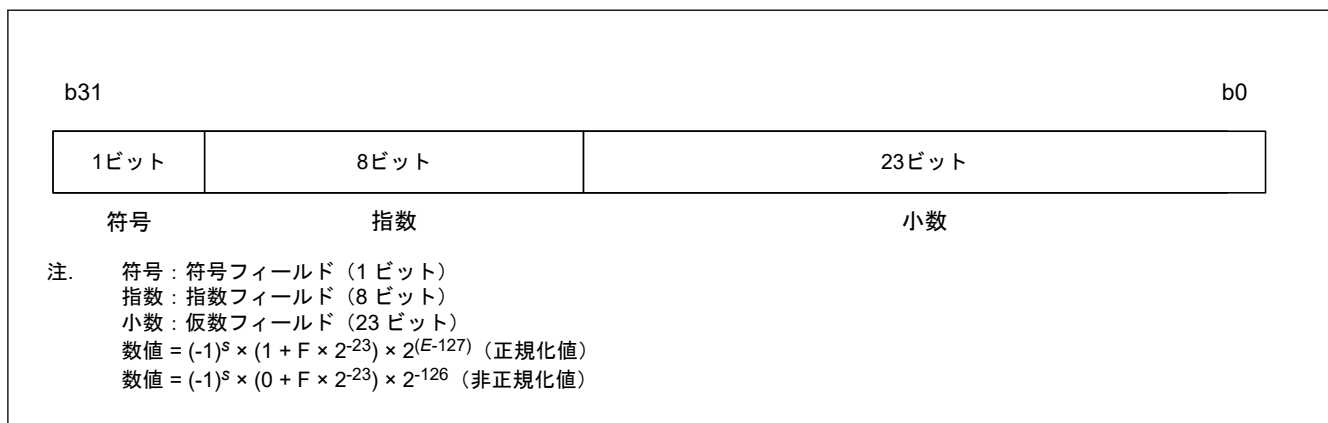 b31 b0
1ビット 8ビット 23ビット
符号 指数 小数
注. 符号：符号フィールド（1 ビット）
指数：指数フィールド（8 ビット）
小数：仮数フィールド（23 ビット）
数値 = (-1)^s × (1 + F × 2^-23) × 2^(E-127)（正規化値）
数値 = (-1)^s × (0 + F × 2^-23) × 2^-126（非正規化値）